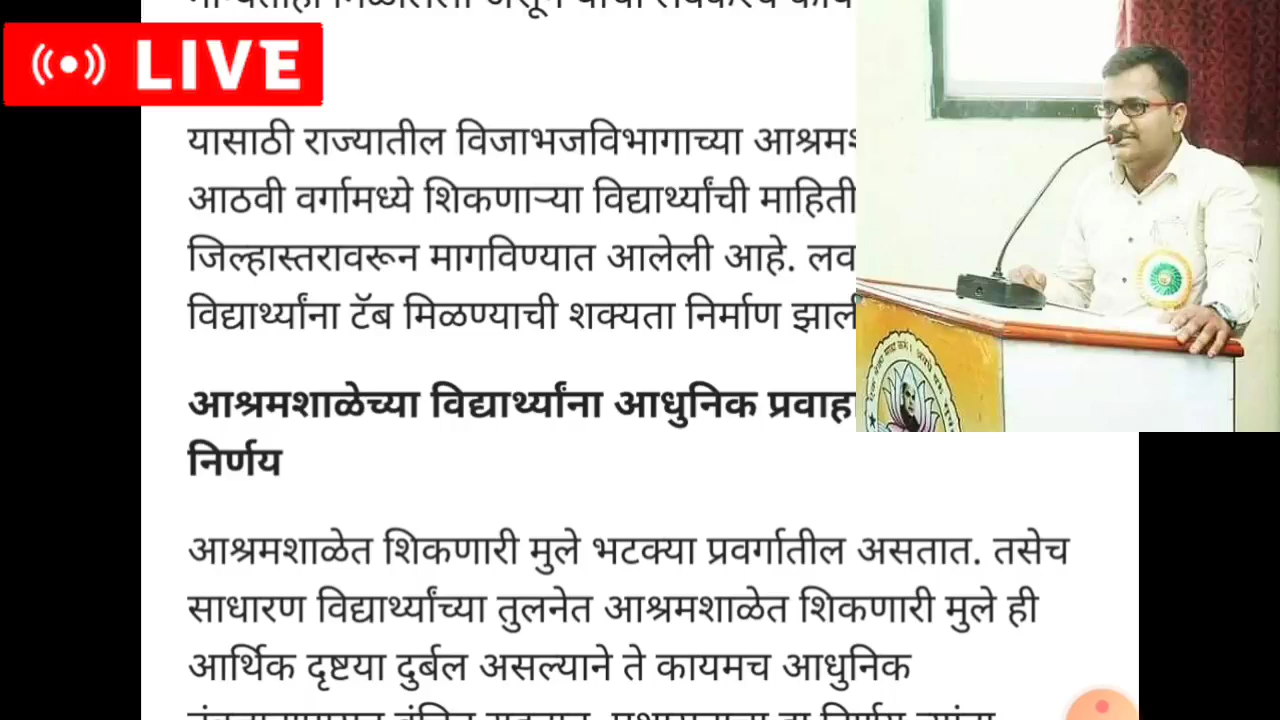 LIVE
यासाठी राज्यातील विजाभजविभागाच्या
आठवी वर्गामध्ये शिकणाऱ्या विद्यार्थ्यांची माहिती
जिल्हास्तरावरून मागविण्यात आलेली आहे.
विद्यार्थ्यांना टॅब मिळण्याची शक्यता निर्माण
आश्रमशाळेच्या विद्यार्थ्यांना आधुनिक
निर्णय
आश्रमशाळेत शिकणारी मुले भटक्या प्रवर्गातील असतात. तसेच
साधारण विद्यार्थ्यांच्या तुलनेत आश्रमशाळेत शिकणारी मुले ही
आर्थिक दृष्टया दुर्बल असल्याने ते कायमच आधुनिक